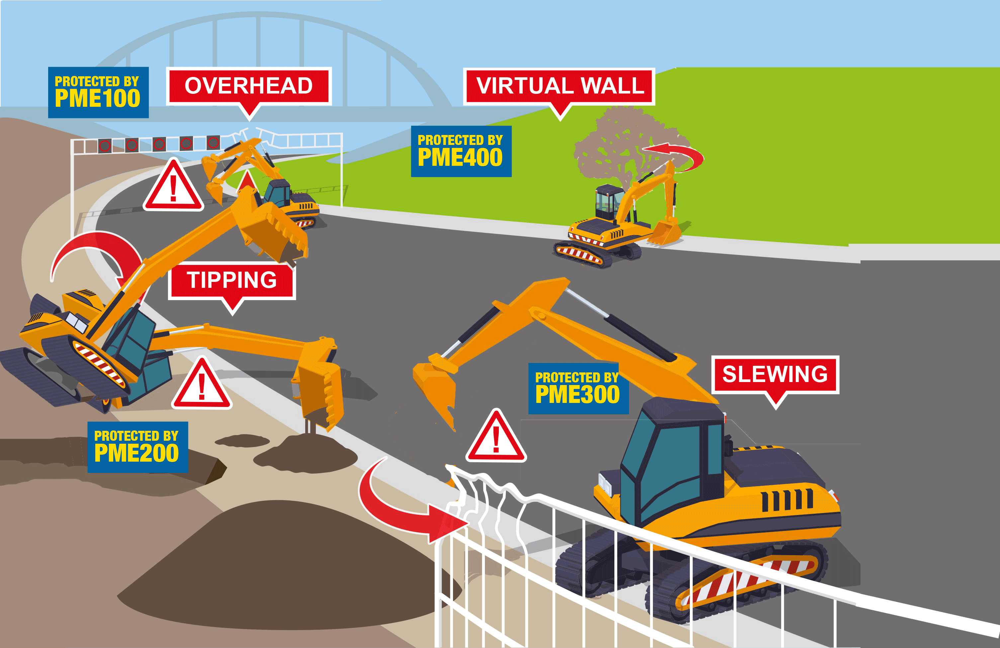 PROTECTED BY
PME100
OVERHEAD
VIRTUAL WALL
PROTECTED BY
PME400
!
TIPPING
!
PROTECTED BY
PME200
PROTECTED BY
PME300
SLEWING
!